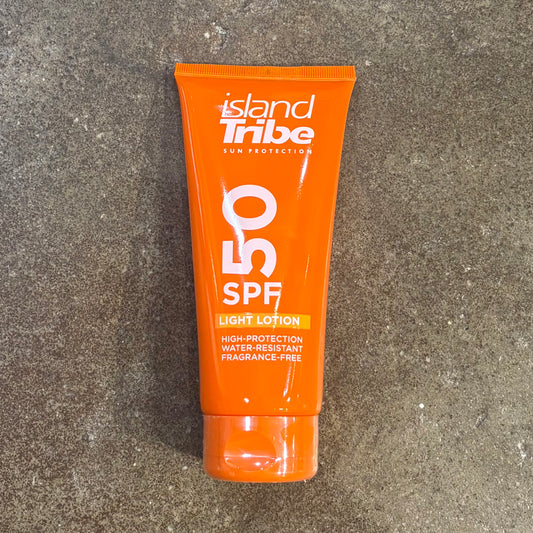 island
Tribe
SUN PROTECTION
50
SPF
LIGHT LOTION
HIGH-PROTECTION
WATER-RESISTANT
FRAGRANCE-FREE